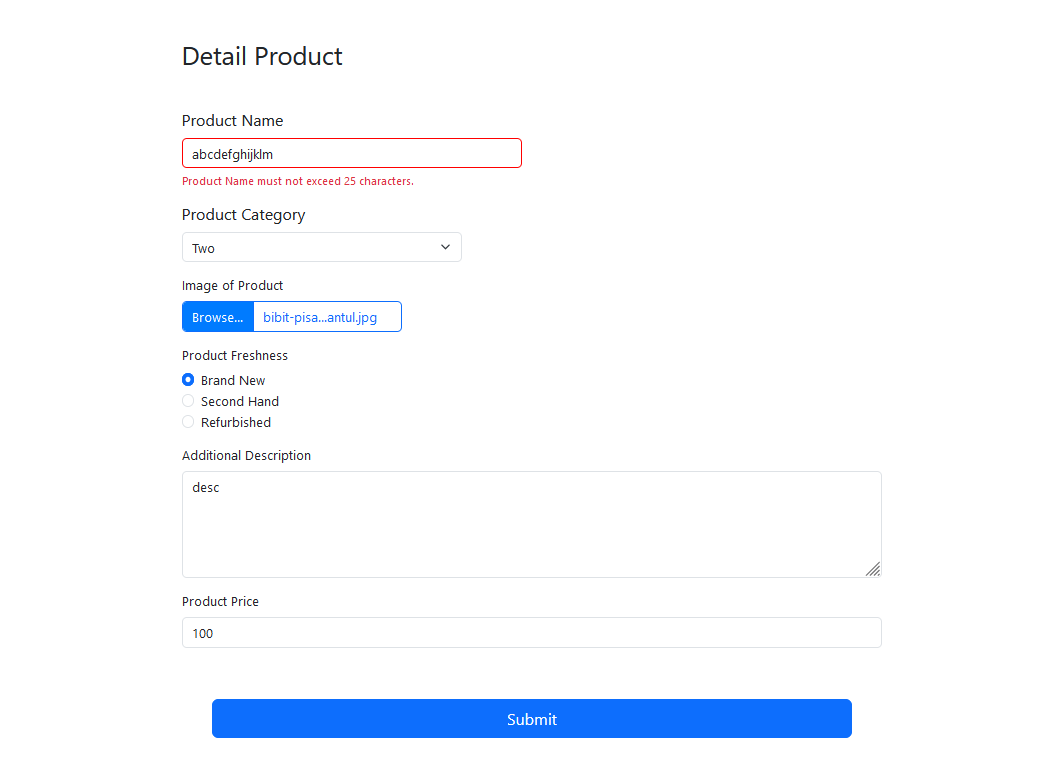 Detail Product
Product Name
abcdefghijklm
Product Name must not exceed 25 characters.
Product Category
Two
Image of Product
Browse... bibit-pisa...antul.jpg
Product Freshness
Brand New
Second Hand
Refurbished
Additional Description
desc
Product Price
100
Submit